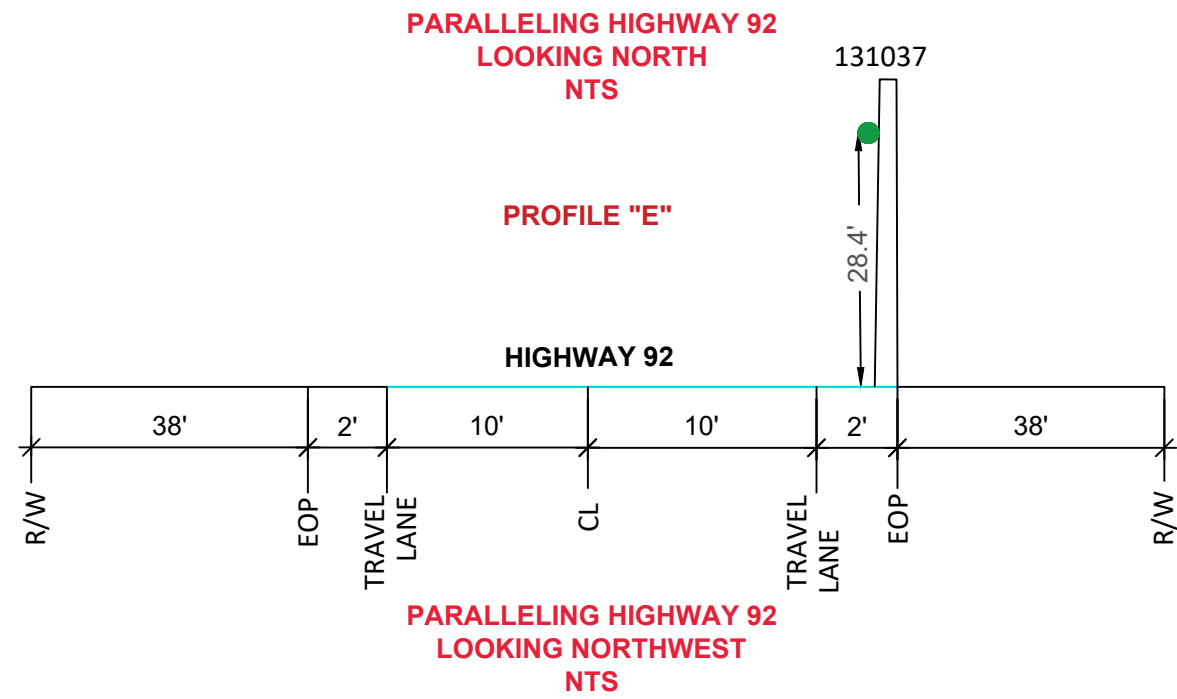 PARALLELING HIGHWAY 92
LOOKING NORTH
NTS
131037
PROFILE "E"
28.4'
HIGHWAY 92
38'
2'
10'
10'
2'
38'
R/W
EOP
TRAVEL
LANE
CL
TRAVEL
LANE
EOP
R/W
PARALLELING HIGHWAY 92
LOOKING NORTHWEST
NTS